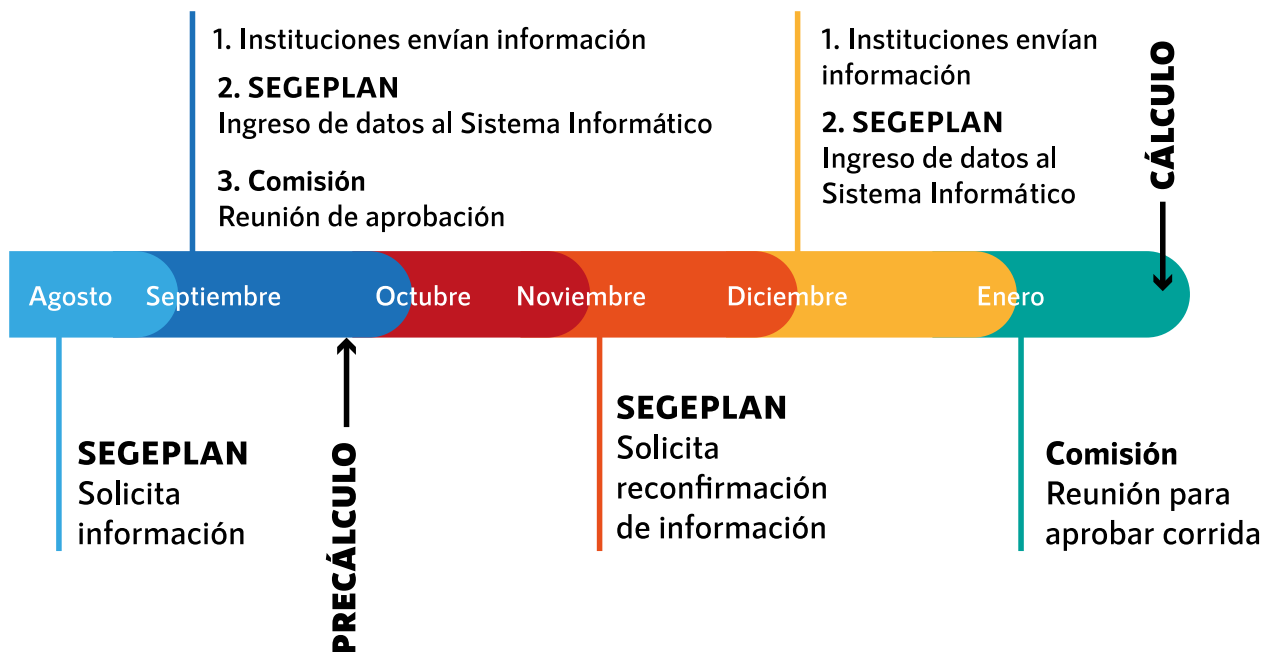 1. Instituciones envían información
2. SEGEPLAN
Ingreso de datos al Sistema Informático
3. Comisión
Reunión de aprobación
1. Instituciones envían
información
2. SEGEPLAN
Ingreso de datos al
Sistema Informático
CÁLCULO
Agosto
Septiembre
Octubre
Noviembre
Diciembre
Enero
SEGEPLAN
Solicita
información
PRECÁLCULO
SEGEPLAN
Solicita
reconfirmación
de información
Comisión
Reunión para
aprobar corrida